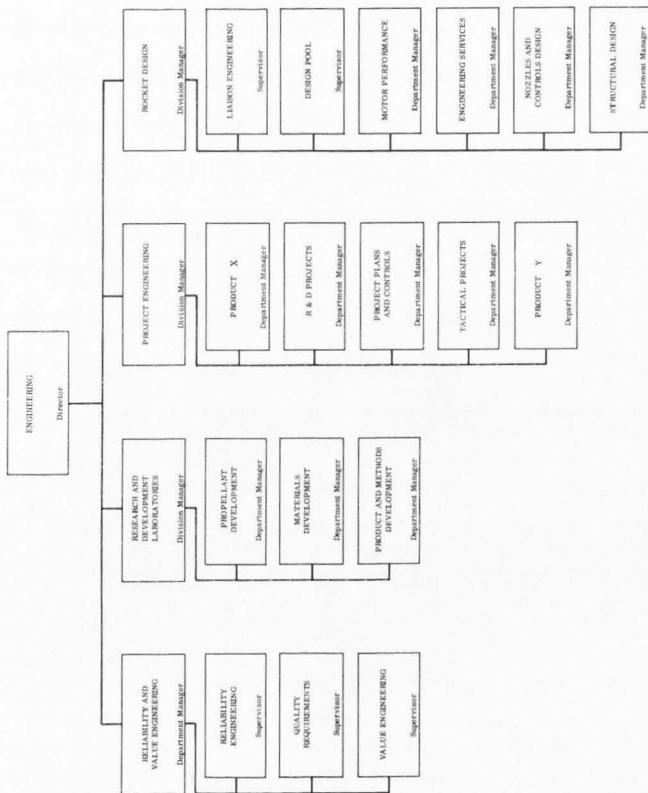 ENGINEERING
Director
RELIABILITY AND
VALUE ENGINEERING
Department Manager
RELIABILITY
ENGINEERING
Supervisor
QUALITY
REQUIREMENTS
Supervisor
VALUE ENGINEERING
Supervisor
RESEARCH AND
DEVELOPMENT
LABORATORIES
Division Manager
PROPELLANT
DEVELOPMENT
Department Manager
MATERIALS
DEVELOPMENT
Department Manager
PRODUCT AND METHODS
DEVELOPMENT
Department Manager
PROJECT ENGINEERING
Division Manager
PRODUCT X
Department Manager
R & D PROJECTS
Department Manager
PROJECT PLANS
AND CONTROLS
Department Manager
TACTICAL PROJECTS
Department Manager
PRODUCT Y
Department Manager
ROCKET DESIGN
Division Manager
LIAISON ENGINEERING
Supervisor
DESIGN POOL
Supervisor
MOTOR PERFORMANCE
Department Manager
ENGINEERING SERVICES
Department Manager
NOZZLES AND
CONTROLS DESIGN
Department Manager
STRUCTURAL DESIGN
Department Manager